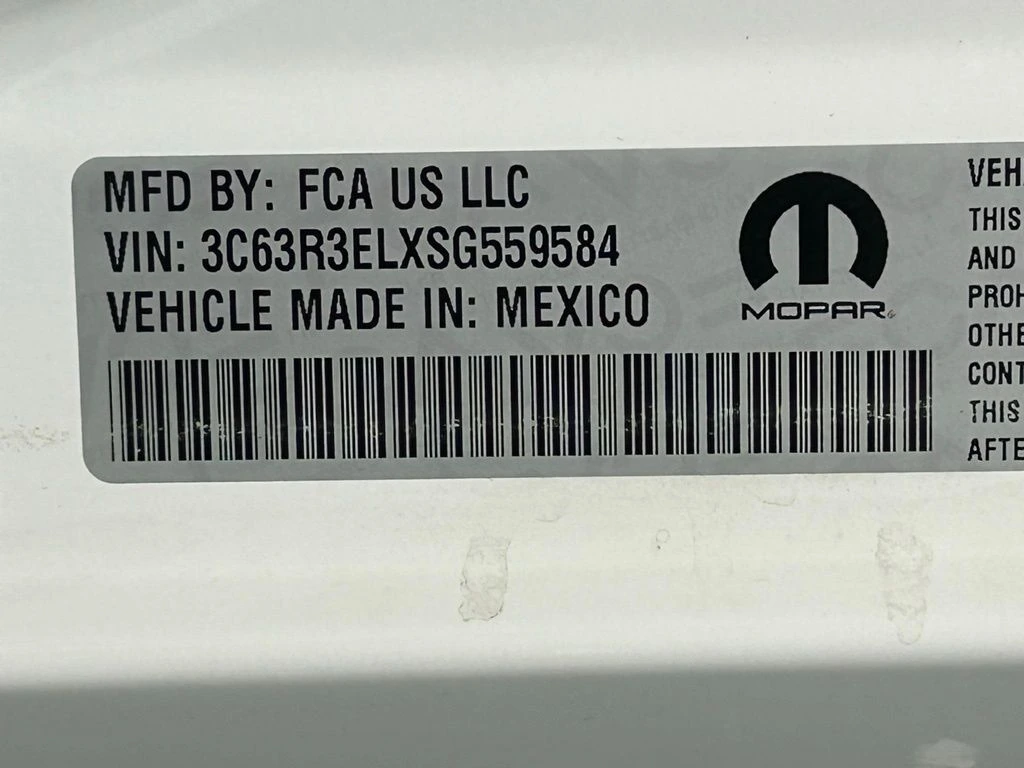 MFD BY: FCA US LLC
VIN: 3C63R3ELXSG559584
VEHICLE MADE IN: MEXICO
MOPAR
VEH
THIS
AND
PROH
OTHE
CONT
THIS
AFTE